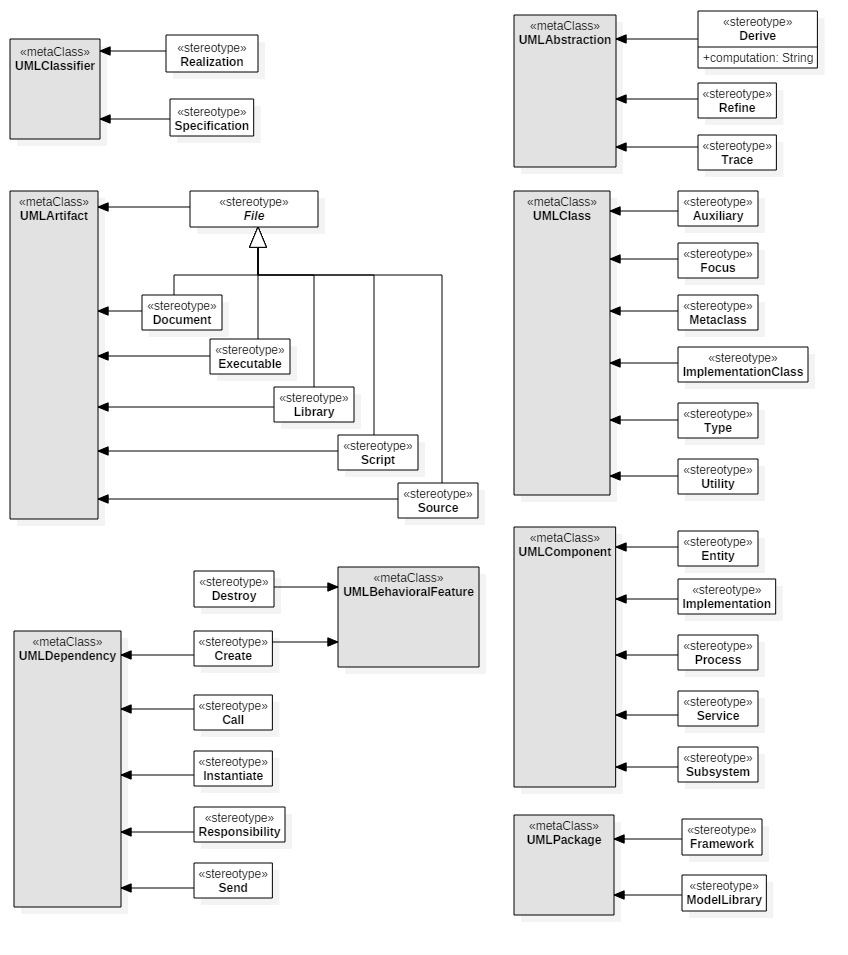 «metaClass»
UMLClassifier
«stereotype»
Realization
«stereotype»
Specification
«metaClass»
UMLAbstraction
«stereotype»
Derive
+computation: String
«stereotype»
Refine
«stereotype»
Trace
«metaClass»
UMLArtifact
«stereotype»
File
«stereotype»
Document
«stereotype»
Executable
«stereotype»
Library
«stereotype»
Script
«stereotype»
Source
«metaClass»
UMLClass
«stereotype»
Auxiliary
«stereotype»
Focus
«stereotype»
Metaclass
«stereotype»
ImplementationClass
«stereotype»
Type
«stereotype»
Utility
«stereotype»
Destroy
«metaClass»
UMLBehavioralFeature
«metaClass»
UMLDependency
«stereotype»
Create
«stereotype»
Call
«stereotype»
Instantiate
«stereotype»
Responsibility
«stereotype»
Send
«metaClass»
UMLComponent
«stereotype»
Entity
«stereotype»
Implementation
«stereotype»
Process
«stereotype»
Service
«stereotype»
Subsystem
«metaClass»
UMLPackage
«stereotype»
Framework
«stereotype»
ModelLibrary